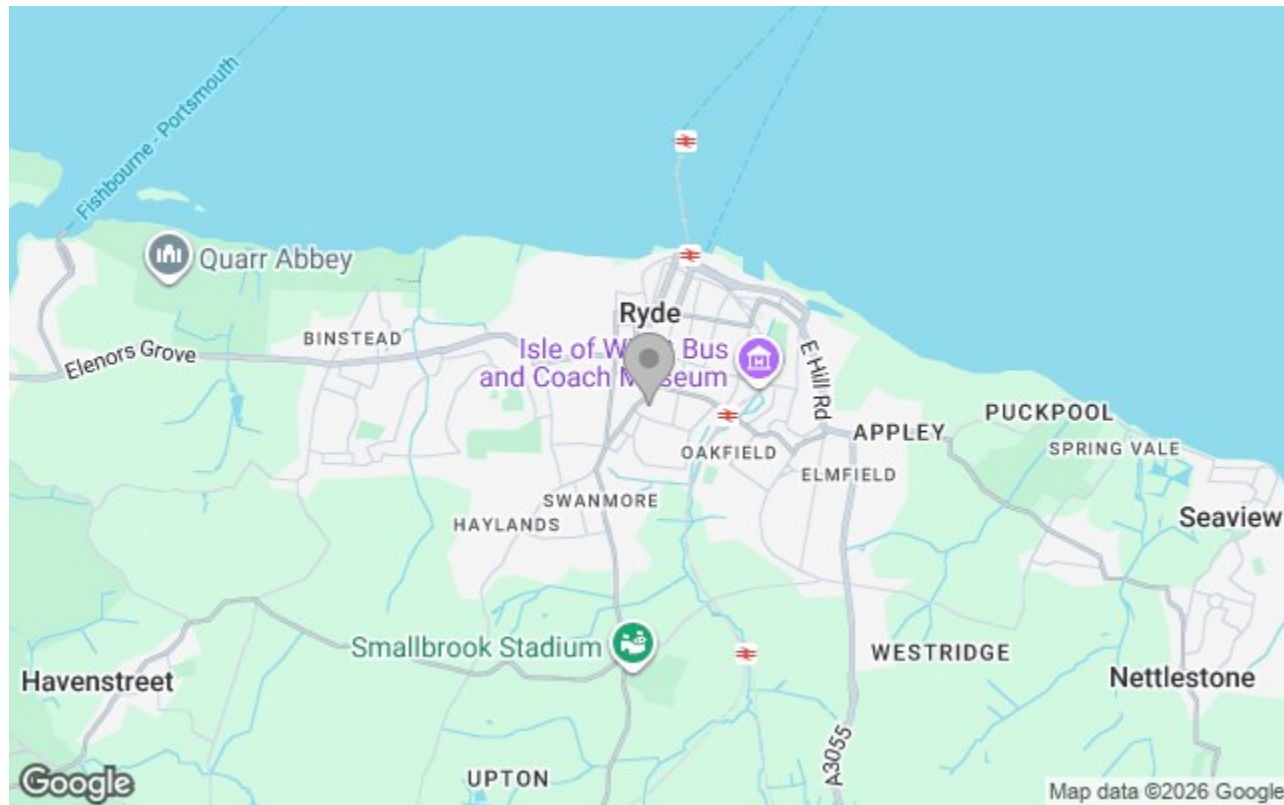 Fishbourne - Portsmouth
Quarr Abbey
Ryde
BINSTEAD
Elenors Grove
Isle of Wight Bus
and Coach Museum
E Hill Rd
PUCKPOOL
APPLEY
SPRING VALE
OAKFIELD
ELMFIELD
SWANMORE
HAYLANDS
Seaview
Smallbrook Stadium
WESTRIDGE
Havenstreet
Nettlestone
A3055
UPTON
Google
Map data ©2026 Google